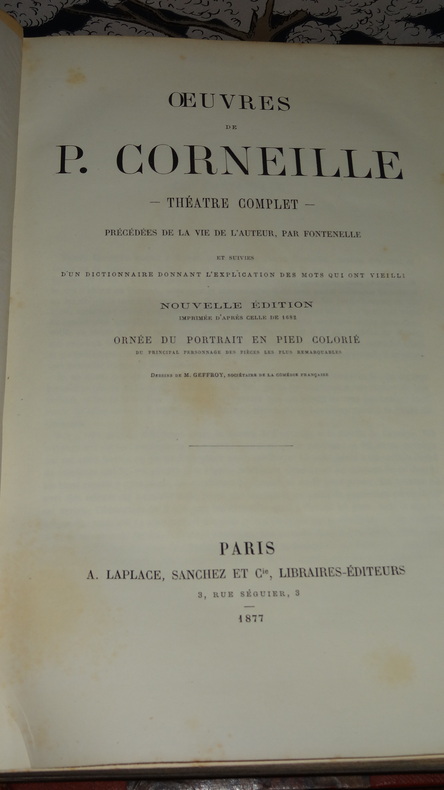 ŒUVRES
DE
P. CORNEILLE
— THÉATRE COMPLET —
PRÉCÉDÉES DE LA VIE DE L'AUTEUR, PAR FONTENELLE
ET SUIVIES
D'UN DICTIONNAIRE DONNANT L'EXPLICATION DES MOTS QUI ONT VIEILLI
NOUVELLE ÉDITION
IMPRIMÉE D'APRÈS CELLE DE 1682
ORNÉE DU PORTRAIT EN PIED COLORIÉ
DU PRINCIPAL PERSONNAGE DES PIÈCES LES PLUS REMARQUABLES
DESSINS DE M. GEFFROY, SOCIÉTAIRE DE LA COMÉDIE FRANÇAISE
PARIS
A. LAPLACE, SANCHEZ ET Cie, LIBRAIRES-ÉDITEURS
3, RUE SÉGUIER, 3
1877